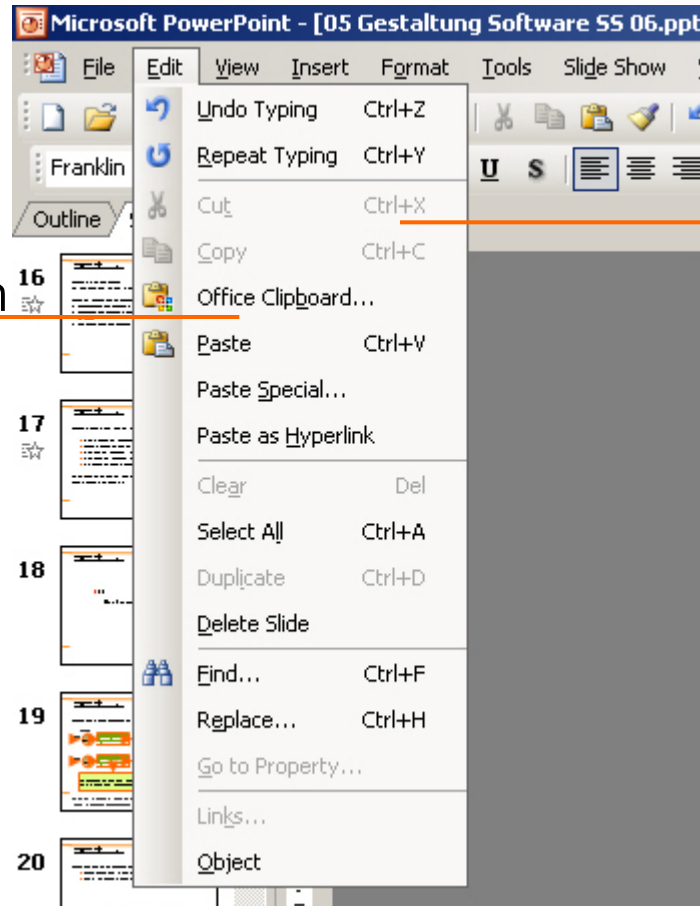 Microsoft PowerPoint - [05 Gestaltung Software SS 06.ppt
File Edit View Insert Format Tools Slide Show
Franklin U S
Outline
Undo Typing Ctrl+Z
Repeat Typing Ctrl+Y
Cut Ctrl+X
Copy Ctrl+C
Office Clipboard...
Paste Ctrl+V
Paste Special...
Paste as Hyperlink
Clear Del
Select All Ctrl+A
Duplicate Ctrl+D
Delete Slide
Find... Ctrl+F
Replace... Ctrl+H
Go to Property...
Links...
Object
16
17
18
19
20